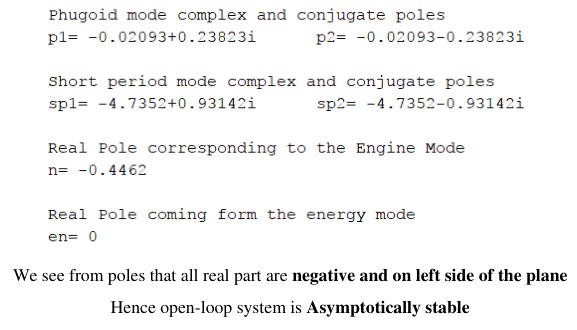 Phugoid mode complex and conjugate poles
p1= -0.02093+0.23823i p2= -0.02093-0.23823i
Short period mode complex and conjugate poles
sp1= -4.7352+0.93142i sp2= -4.7352-0.93142i
Real Pole corresponding to the Engine Mode
n= -0.4462
Real Pole coming form the energy mode
en= 0
We see from poles that all real part are negative and on left side of the plane
Hence open-loop system is Asymptotically stable